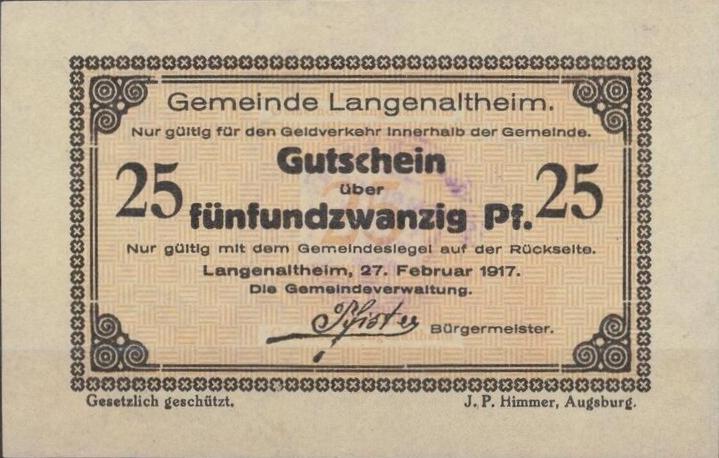 Gemeinde Langenaltheim.
Nur gültig für den Geldverkehr innerhalb der Gemeinde.
Gutschein
über
25 fünfundzwanzig Pf. 25
Nur gültig mit dem Gemeindesiegel auf der Rückseite.
Langenaltheim, 27. Februar 1917.
Die Gemeindeverwaltung.
Pfister Bürgermeister.
Gesetzlich geschützt. J. P. Himmer, Augsburg.